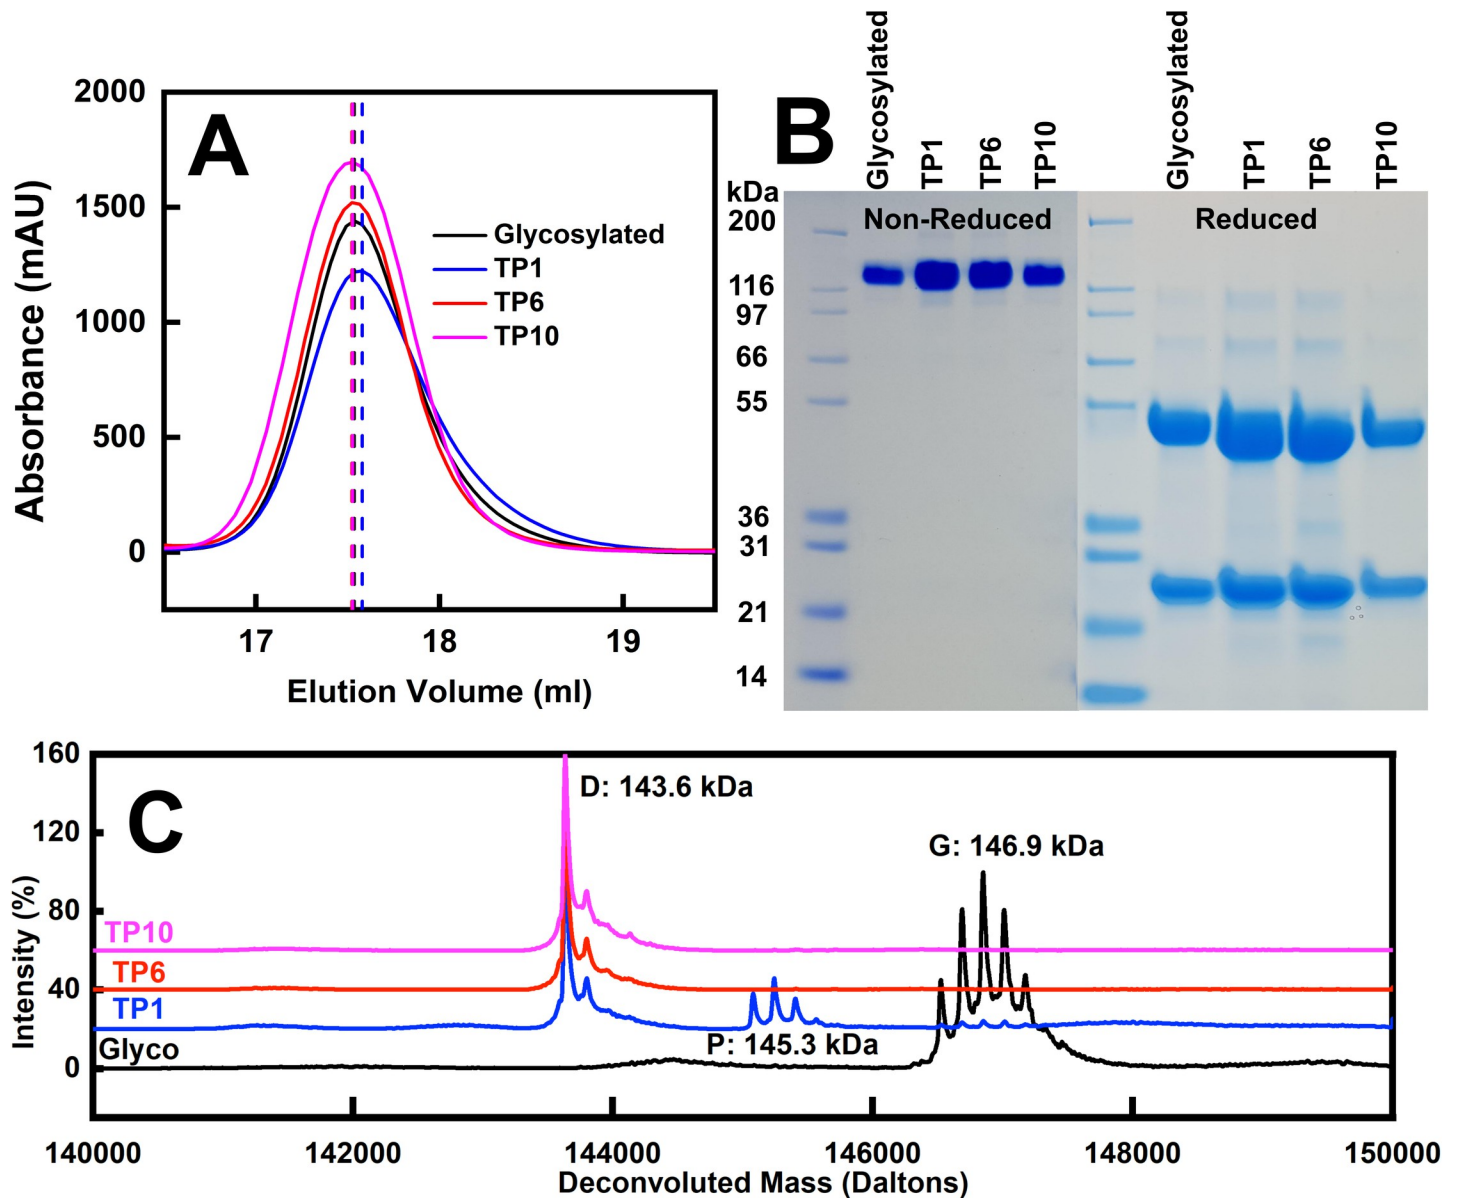 A
2000
1500
1000
500
0
Absorbance (mAU)
Glycosylated
TP1
TP6
TP10
17
18
19
Elution Volume (ml)
B
Glycosylated
TP1
TP6
TP10
Glycosylated
TP1
TP6
TP10
kDa
200
116
97
66
55
36
31
21
14
Non-Reduced
Reduced
C
160
120
80
40
0
Intensity (%)
D: 143.6 kDa
G: 146.9 kDa
TP10
TP6
TP1
P: 145.3 kDa
Glyco
140000
142000
144000
146000
148000
150000
Deconvoluted Mass (Daltons)